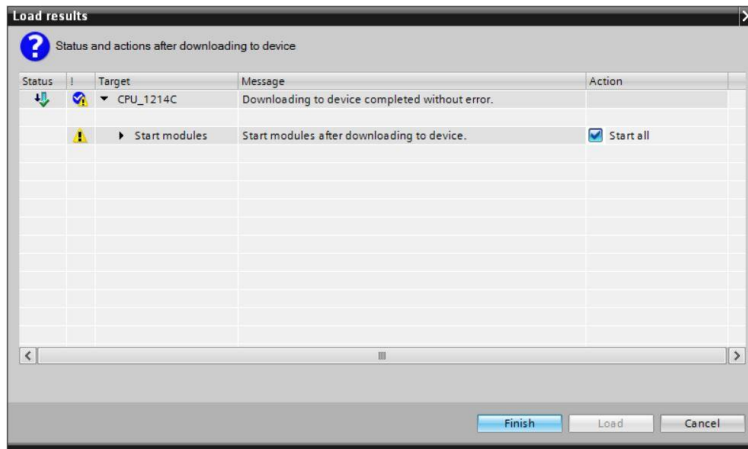 Load results
Status and actions after downloading to device
Status ! Target Message Action
CPU_1214C Downloading to device completed without error.
Start modules Start modules after downloading to device. Start all
Finish Load Cancel